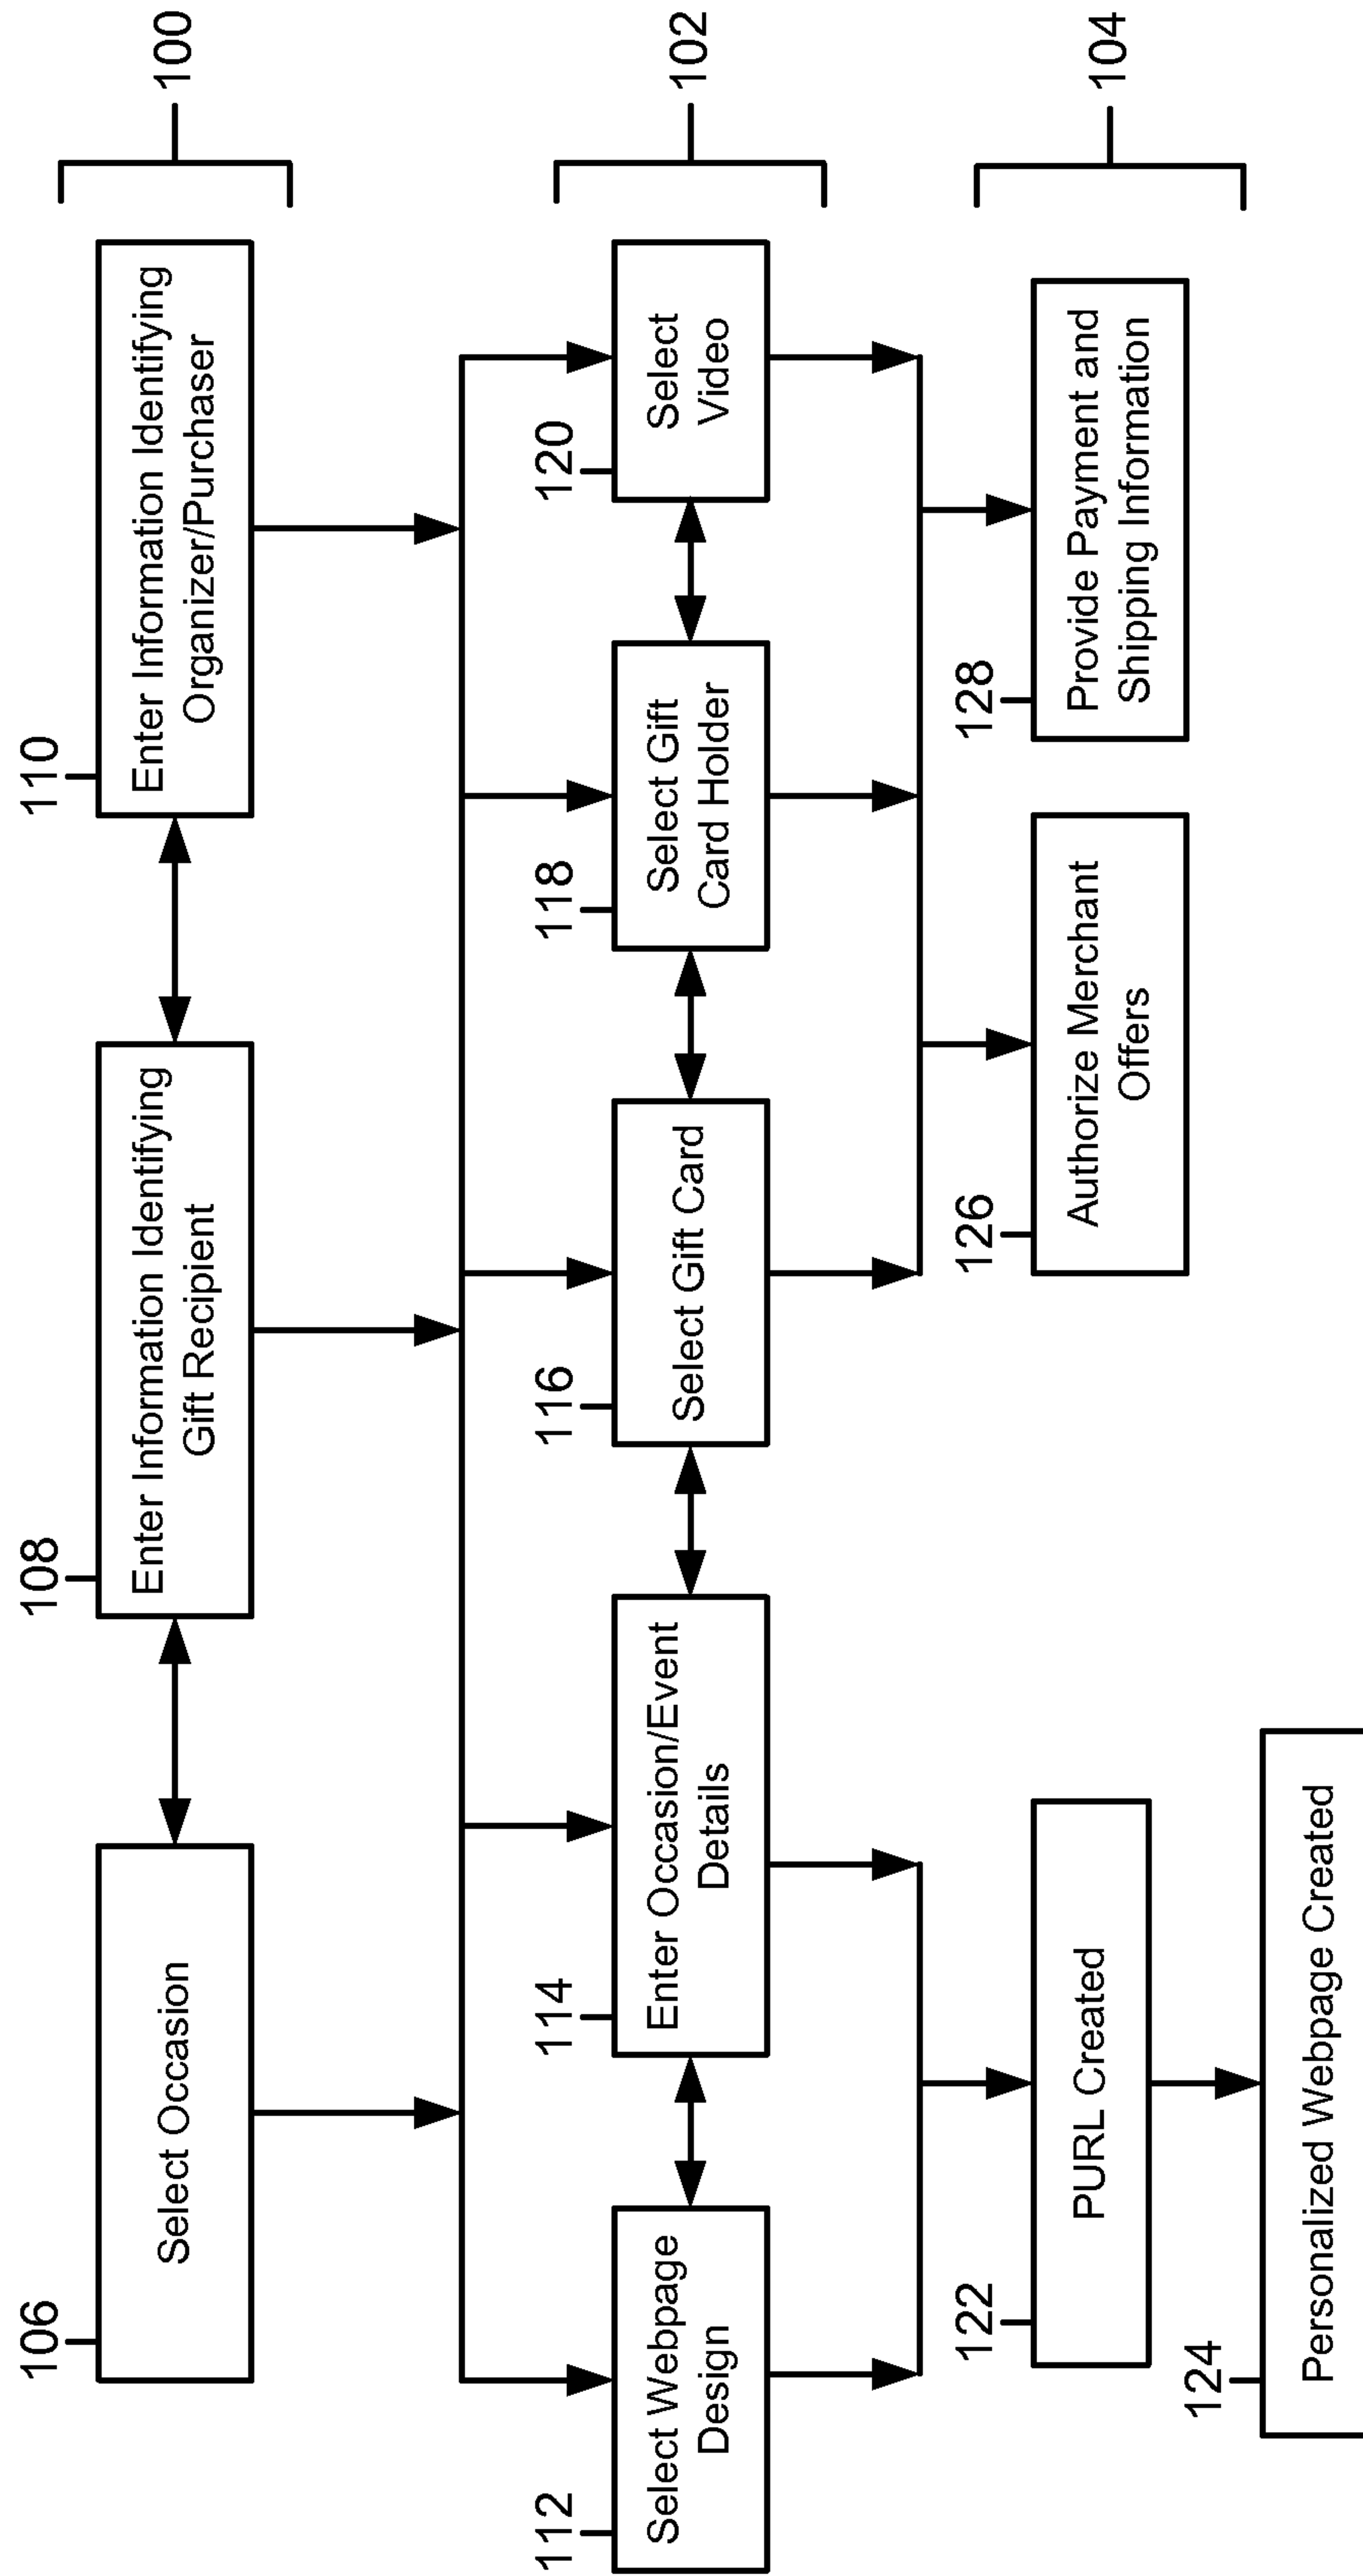 106
Select Occasion
108
Enter Information Identifying
Gift Recipient
110
Enter Information Identifying
Organizer/Purchaser
100
112
Select Webpage
Design
114
Enter Occasion/Event
Details
116
Select Gift Card
118
Select Gift
Card Holder
120
Select
Video
102
122
PURL Created
126
Authorize Merchant
Offers
128
Provide Payment and
Shipping Information
104
124
Personalized Webpage Created